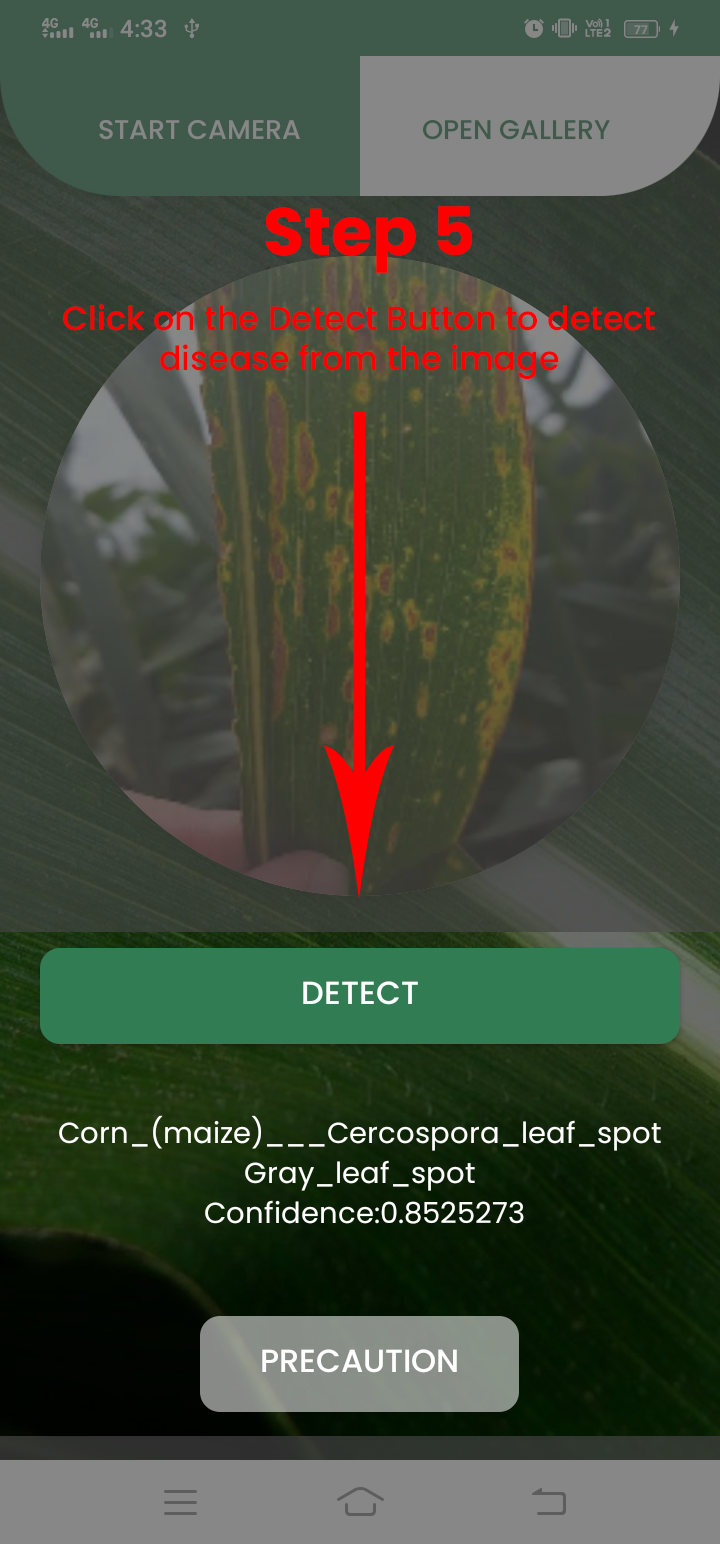 4G 4G 4:33 VoI) 1
LTE2 77
START CAMERA OPEN GALLERY
Step 5
Click on the Detect Button to detect
disease from the image
DETECT
Corn_(maize)___Cercospora_leaf_spot
Gray_leaf_spot
Confidence:0.8525273
PRECAUTION